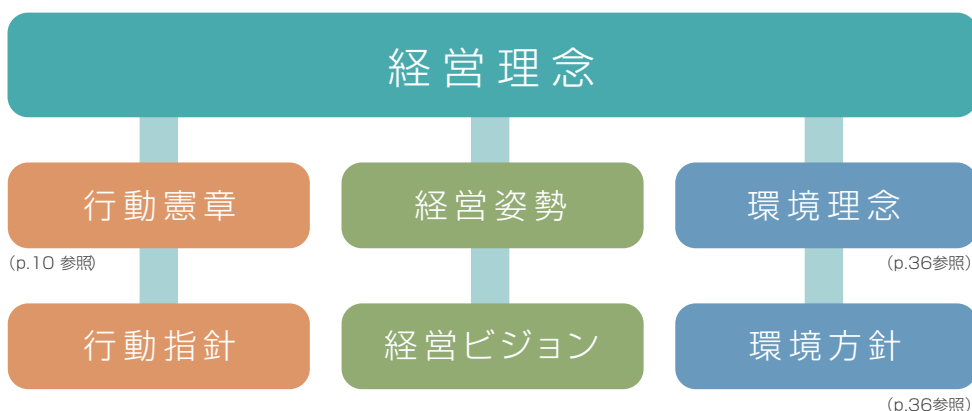 経営理念
行動憲章 経営姿勢 環境理念
(p.10 参照) (p.36参照)
行動指針 経営ビジョン 環境方針
(p.36参照)